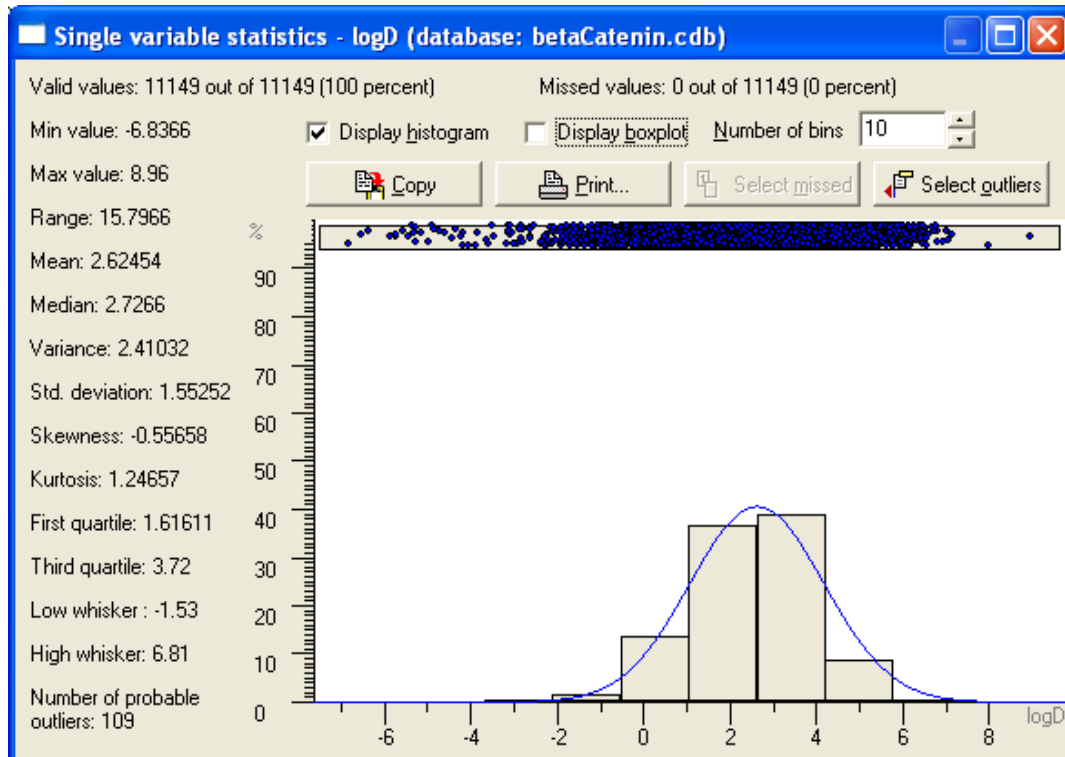 Single variable statistics - logD (database: betaCatenin.cdb)
Valid values: 11149 out of 11149 (100 percent)
Missed values: 0 out of 11149 (0 percent)
Min value: -6.8366
Display histogram
Display boxplot
Number of bins
10
Max value: 8.96
Copy
Print...
Select missed
Select outliers
Range: 15.7966
Mean: 2.62454
Median: 2.7266
Variance: 2.41032
Std. deviation: 1.55252
Skewness: -0.55658
Kurtosis: 1.24657
First quartile: 1.61611
Third quartile: 3.72
Low whisker : -1.53
High whisker: 6.81
Number of probable
outliers: 109
%
90
80
70
60
50
40
30
20
10
0
-6
-4
-2
0
2
4
6
8
logD